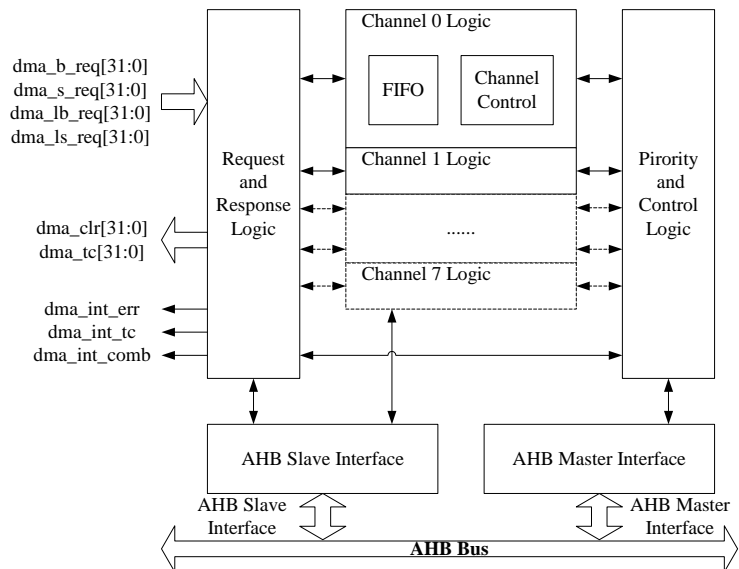 Channel 0 Logic
dma_b_req[31:0]
dma_s_req[31:0]
dma_lb_req[31:0]
dma_ls_req[31:0]
FIFO
Channel
Control
Request
and
Response
Logic
Channel 1 Logic
Pirority
and
Control
Logic
dma_clr[31:0]
dma_tc[31:0]
......
Channel 7 Logic
dma_int_err
dma_int_tc
dma_int_comb
AHB Slave Interface
AHB Master Interface
AHB Slave
Interface
AHB Master
Interface
AHB Bus